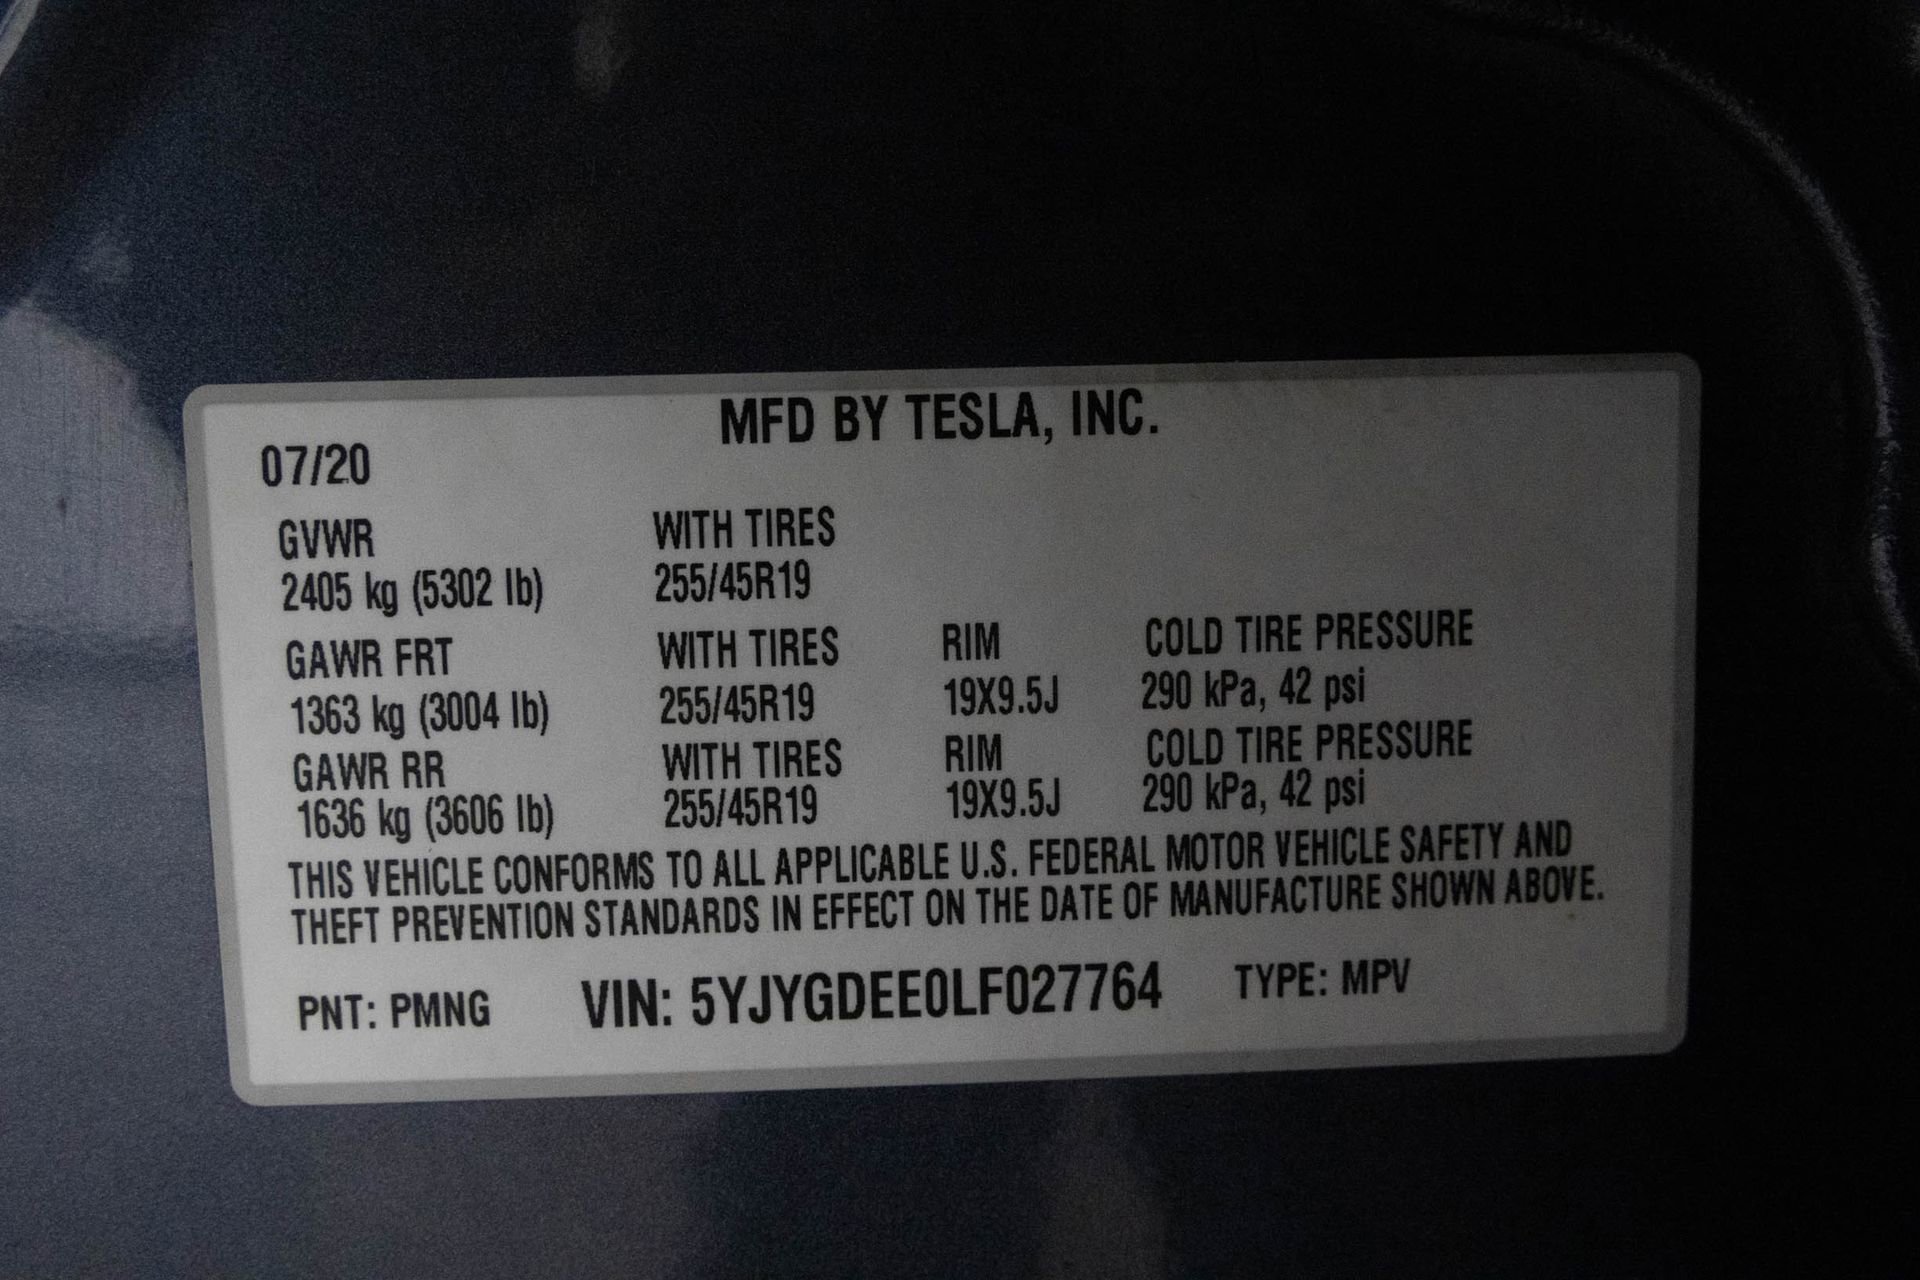 MFD BY TESLA, INC.
07/20
GVWR WITH TIRES
2405 kg (5302 lb) 255/45R19
GAWR FRT WITH TIRES RIM COLD TIRE PRESSURE
1363 kg (3004 lb) 255/45R19 19X9.5J 290 kPa, 42 psi
GAWR RR WITH TIRES RIM COLD TIRE PRESSURE
1636 kg (3606 lb) 255/45R19 19X9.5J 290 kPa, 42 psi
THIS VEHICLE CONFORMS TO ALL APPLICABLE U.S. FEDERAL MOTOR VEHICLE SAFETY AND
THEFT PREVENTION STANDARDS IN EFFECT ON THE DATE OF MANUFACTURE SHOWN ABOVE.
PNT: PMNG VIN: 5YJYGDEE0LF027764 TYPE: MPV